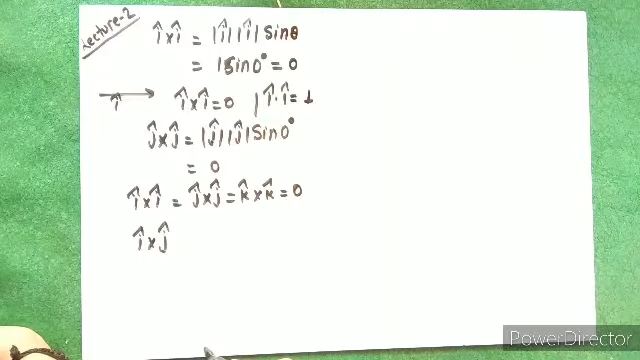 Lecture-2
î×î = |î||î| sinθ
= 1 sin0° = 0
î î×î=0 | î·î=1
ĵ×ĵ = |ĵ||ĵ| Sin0°
= 0
î×î = ĵ×ĵ = k̂×k̂ = 0
î×ĵ
PowerDirector